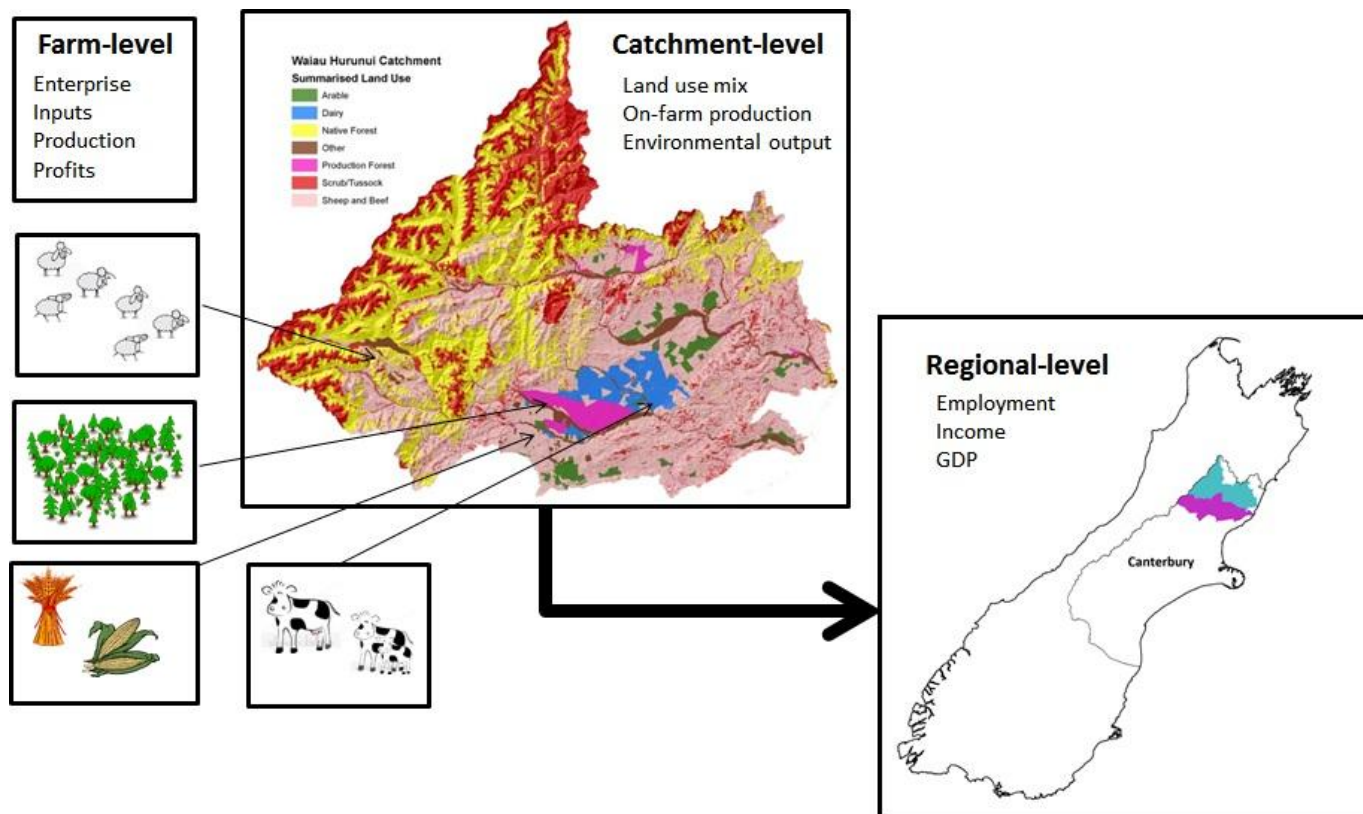 Farm-level
Enterprise
Inputs
Production
Profits
Waiau Hurunui Catchment
Summarised Land Use
Arable
Dairy
Native Forest
Other
Production Forest
Scrub/Tussock
Sheep and Beef
Catchment-level
Land use mix
On-farm production
Environmental output
Regional-level
Employment
Income
GDP
Canterbury